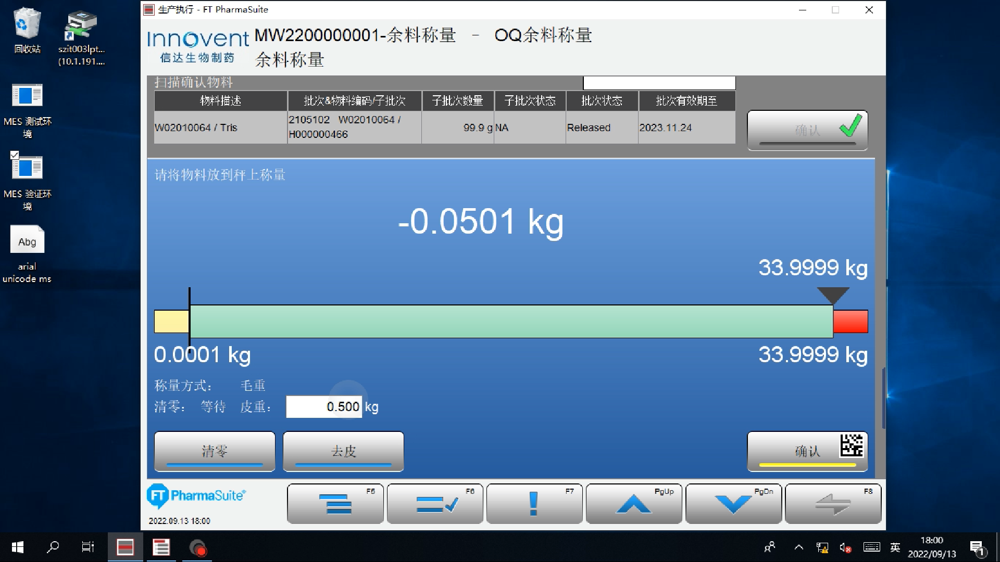 生产执行 - FT PharmaSuite
回收站
szit003lpt...
(10.1.191....
MES 测试环
境
MES 验证环
境
Abg
arial
unicode ms
Innovent
信达生物制药
MW2200000001-余料称量 - OQ余料称量
余料称量
扫描确认物料
物料描述 批次&物料编码/子批次 子批次数量 子批次状态 批次状态 批次有效期至
W02010064 / Tris 2105102 W02010064 / H000000466 99.9 g NA Released 2023.11.24
确认
请将物料放到秤上称量
-0.0501 kg
33.9999 kg
0.0001 kg 33.9999 kg
称量方式： 毛重
清零： 等待 皮重： 0.500 kg
清零 去皮 确认
FT PharmaSuite®
2022.09.13 18:00
F5 F6 F7 PgUp PgDn F8
英
18:00
2022/09/13
1